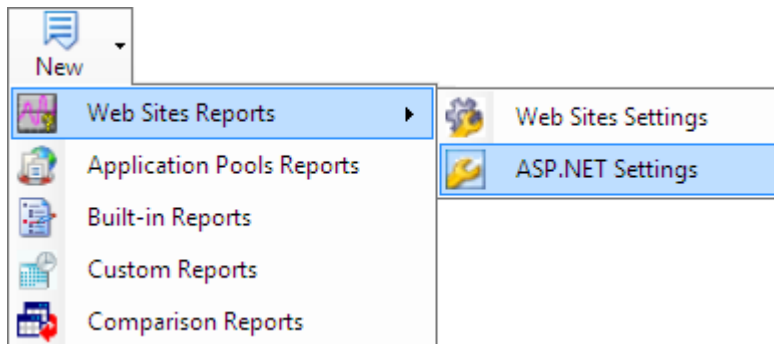 New
Web Sites Reports
Application Pools Reports
Built-in Reports
Custom Reports
Comparison Reports
Web Sites Settings
ASP.NET Settings